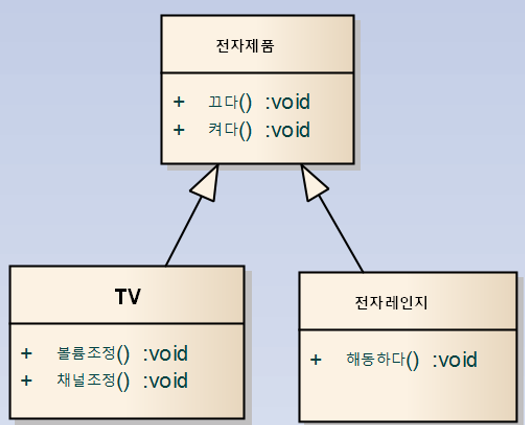 전자제품
+ 끄다() :void
+ 켜다() :void
TV
+ 볼륨조정() :void
+ 채널조정() :void
전자레인지
+ 해동하다() :void